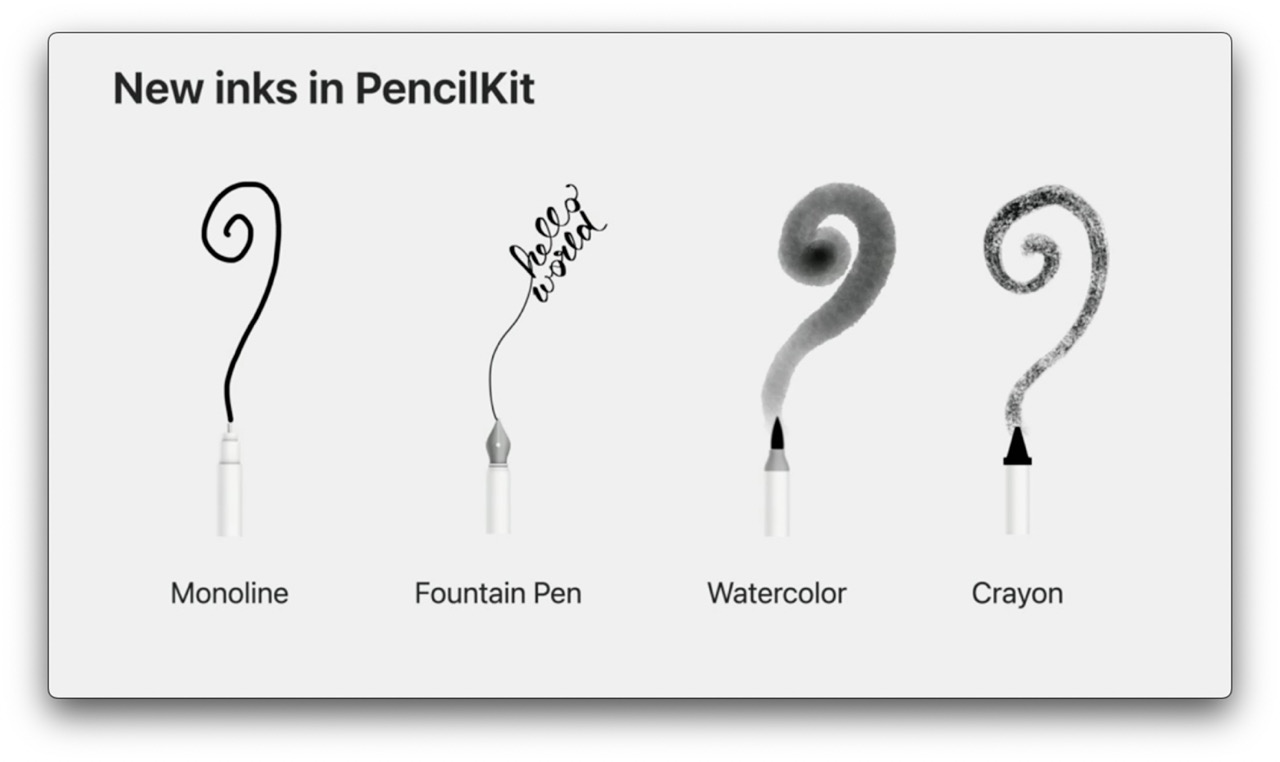 New inks in PencilKit
hello
world
Monoline
Fountain Pen
Watercolor
Crayon